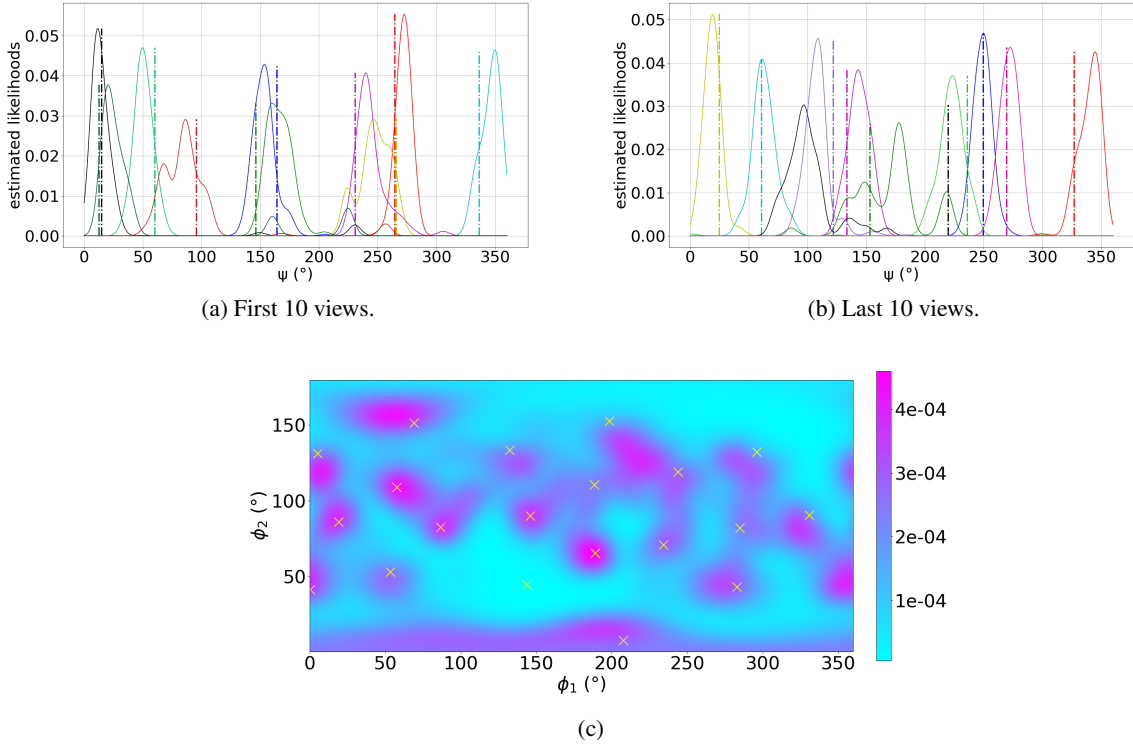 0.05
0.04
0.03
0.02
0.01
0.00
estimated likelihoods
0 50 100 150 200 250 300 350
ψ (°)
(a) First 10 views.
0.05
0.04
0.03
0.02
0.01
0.00
estimated likelihoods
0 50 100 150 200 250 300 350
ψ (°)
(b) Last 10 views.
150
100
50
ϕ2 (°)
0 50 100 150 200 250 300 350
ϕ1 (°)
4e-04
3e-04
2e-04
1e-04
(c)